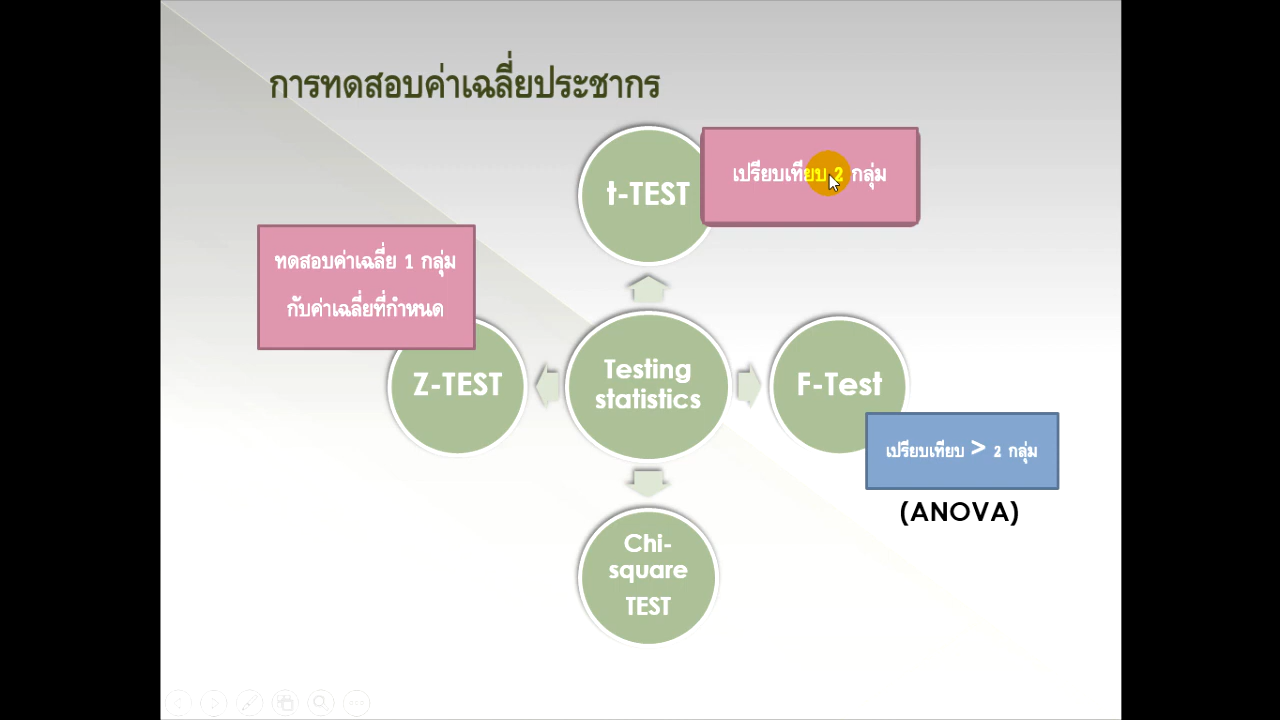 การทดสอบค่าเฉลี่ยประชากร
t-TEST
เปรียบเทียบ 2 กลุ่ม
ทดสอบค่าเฉลี่ย 1 กลุ่ม
กับค่าเฉลี่ยที่กำหนด
Z-TEST
Testing
statistics
F-Test
เปรียบเทียบ > 2 กลุ่ม
(ANOVA)
Chi-
square
TEST